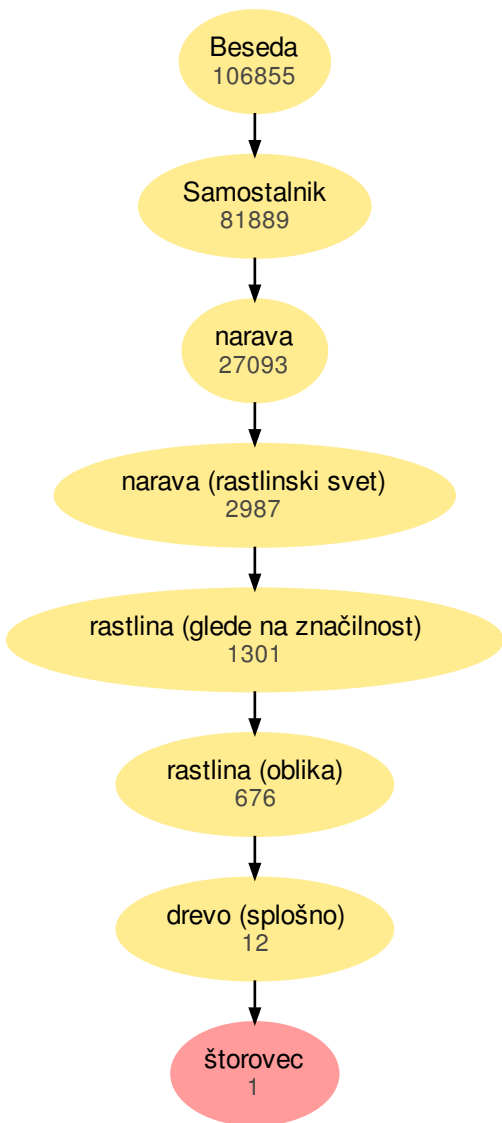 Beseda
106855
Samostalnik
81889
narava
27093
narava (rastlinski svet)
2987
rastlina (glede na značilnost)
1301
rastlina (oblika)
676
drevo (splošno)
12
štorovec
1